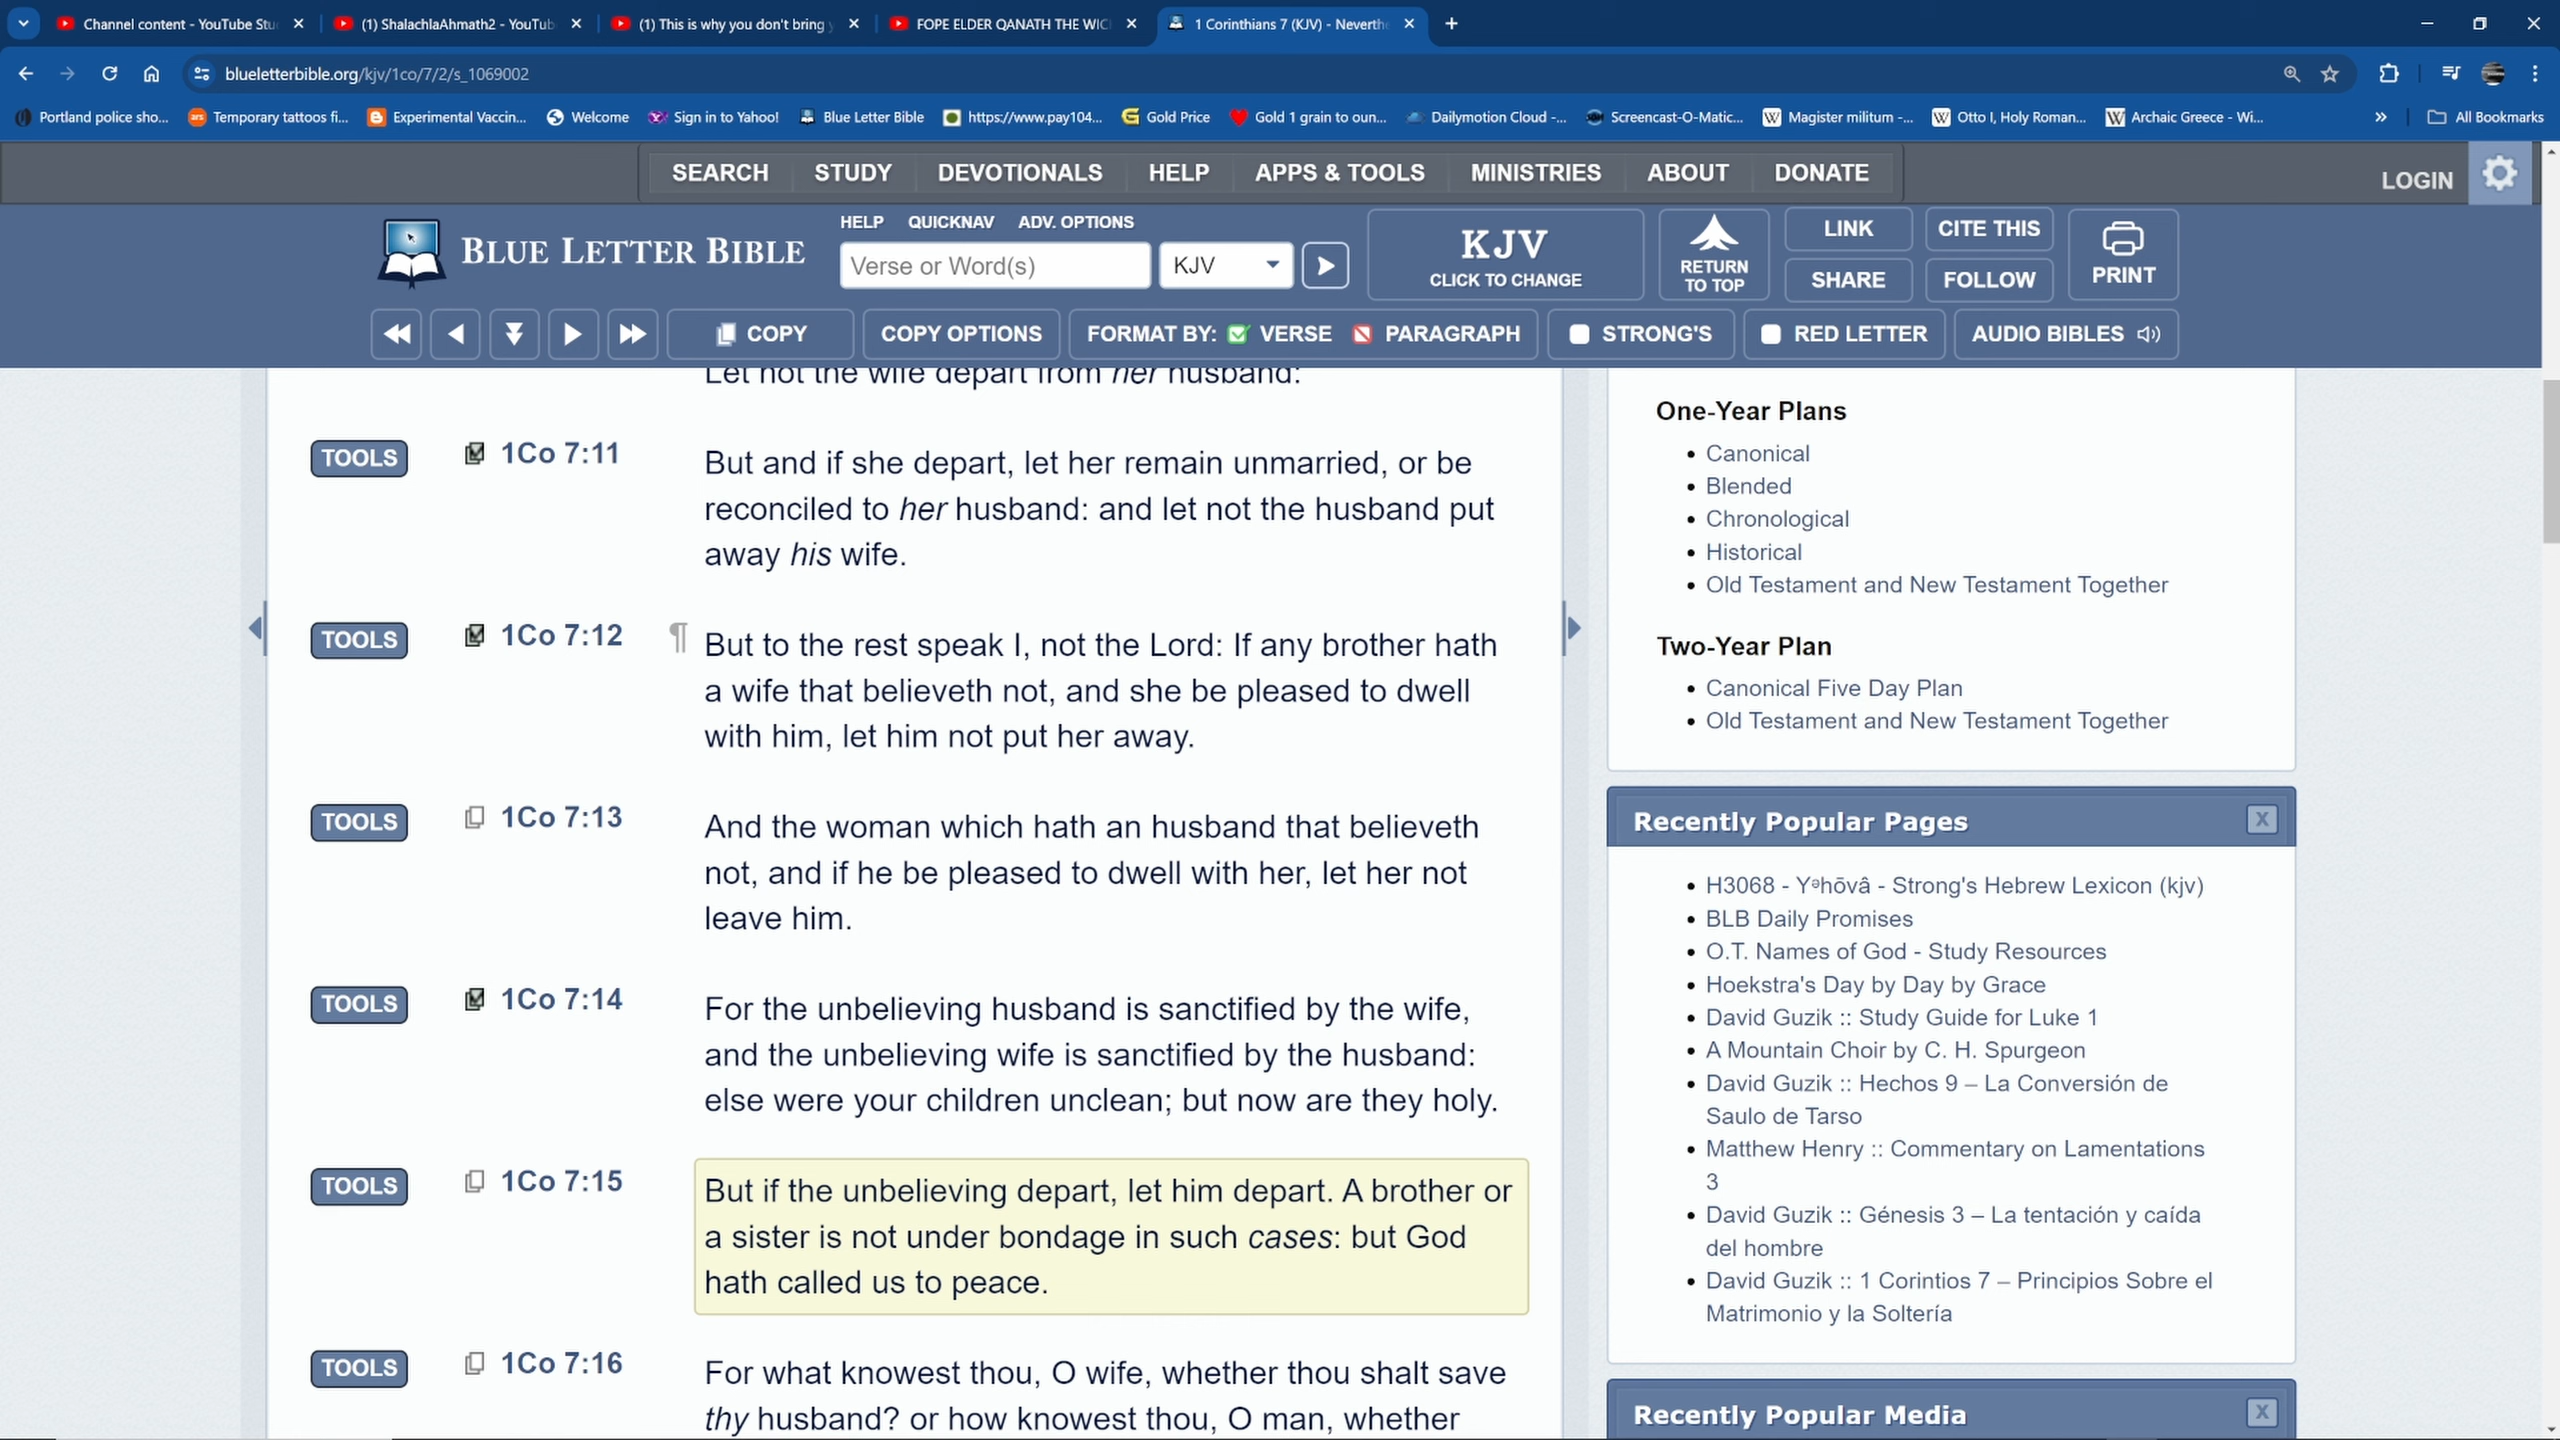 Channel content - YouTube Stu
(1) ShalachlaAhmath2 - YouTub
(1) This is why you don't bring y
FOPE ELDER QANATH THE WIC
1 Corinthians 7 (KJV) - Neverthe
blueletterbible.org/kjv/1co/7/2/s_1069002
Portland police sho...
Temporary tattoos fi...
Experimental Vaccin...
Welcome
Sign in to Yahoo!
Blue Letter Bible
https://www.pay104...
Gold Price
Gold 1 grain to oun...
Dailymotion Cloud -...
Screencast-O-Matic...
Magister militum -...
Otto I, Holy Roman...
Archaic Greece - Wi...
All Bookmarks
SEARCH STUDY DEVOTIONALS HELP APPS & TOOLS MINISTRIES ABOUT DONATE
LOGIN
BLUE LETTER BIBLE
HELP QUICKNAV ADV. OPTIONS
Verse or Word(s)
KJV
KJV
CLICK TO CHANGE
RETURN
TO TOP
LINK
CITE THIS
SHARE
FOLLOW
PRINT
COPY
COPY OPTIONS
FORMAT BY: VERSE PARAGRAPH
STRONG'S
RED LETTER
AUDIO BIBLES
Let not the wife depart from her husband:
TOOLS 1Co 7:11
But and if she depart, let her remain unmarried, or be
reconciled to her husband: and let not the husband put
away his wife.
TOOLS 1Co 7:12
¶ But to the rest speak I, not the Lord: If any brother hath
a wife that believeth not, and she be pleased to dwell
with him, let him not put her away.
TOOLS 1Co 7:13
And the woman which hath an husband that believeth
not, and if he be pleased to dwell with her, let her not
leave him.
TOOLS 1Co 7:14
For the unbelieving husband is sanctified by the wife,
and the unbelieving wife is sanctified by the husband:
else were your children unclean; but now are they holy.
TOOLS 1Co 7:15
But if the unbelieving depart, let him depart. A brother or
a sister is not under bondage in such cases: but God
hath called us to peace.
TOOLS 1Co 7:16
For what knowest thou, O wife, whether thou shalt save
thy husband? or how knowest thou, O man, whether
One-Year Plans
• Canonical
• Blended
• Chronological
• Historical
• Old Testament and New Testament Together
Two-Year Plan
• Canonical Five Day Plan
• Old Testament and New Testament Together
Recently Popular Pages X
• H3068 - Yᵊhōvâ - Strong's Hebrew Lexicon (kjv)
• BLB Daily Promises
• O.T. Names of God - Study Resources
• Hoekstra's Day by Day by Grace
• David Guzik :: Study Guide for Luke 1
• A Mountain Choir by C. H. Spurgeon
• David Guzik :: Hechos 9 – La Conversión de
Saulo de Tarso
• Matthew Henry :: Commentary on Lamentations
3
• David Guzik :: Génesis 3 – La tentación y caída
del hombre
• David Guzik :: 1 Corintios 7 – Principios Sobre el
Matrimonio y la Soltería
Recently Popular Media X